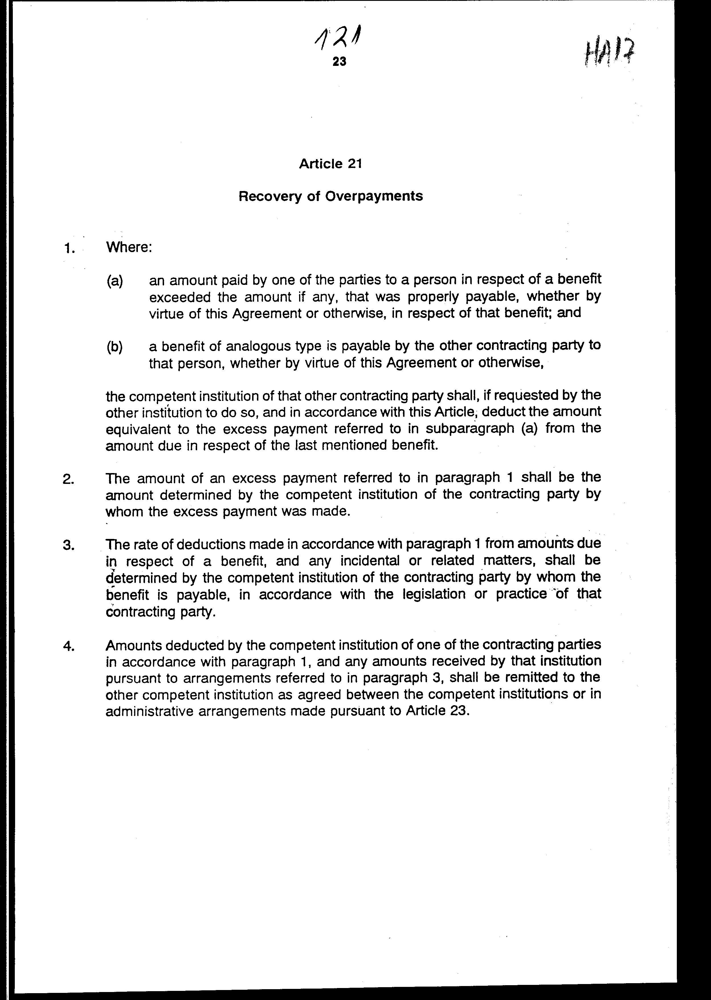 121
HA17
23
Article 21
Recovery of Overpayments
1. Where:
(a) an amount paid by one of the parties to a person in respect of a benefit
exceeded the amount if any, that was properly payable, whether by
virtue of this Agreement or otherwise, in respect of that benefit; and
(b) a benefit of analogous type is payable by the other contracting party to
that person, whether by virtue of this Agreement or otherwise,
the competent institution of that other contracting party shall, if requested by the
other institution to do so, and in accordance with this Article, deduct the amount
equivalent to the excess payment referred to in subparagraph (a) from the
amount due in respect of the last mentioned benefit.
2. The amount of an excess payment referred to in paragraph 1 shall be the
amount determined by the competent institution of the contracting party by
whom the excess payment was made.
3. The rate of deductions made in accordance with paragraph 1 from amounts due
in respect of a benefit, and any incidental or related matters, shall be
determined by the competent institution of the contracting party by whom the
benefit is payable, in accordance with the legislation or practice of that
contracting party.
4. Amounts deducted by the competent institution of one of the contracting parties
in accordance with paragraph 1, and any amounts received by that institution
pursuant to arrangements referred to in paragraph 3, shall be remitted to the
other competent institution as agreed between the competent institutions or in
administrative arrangements made pursuant to Article 23.